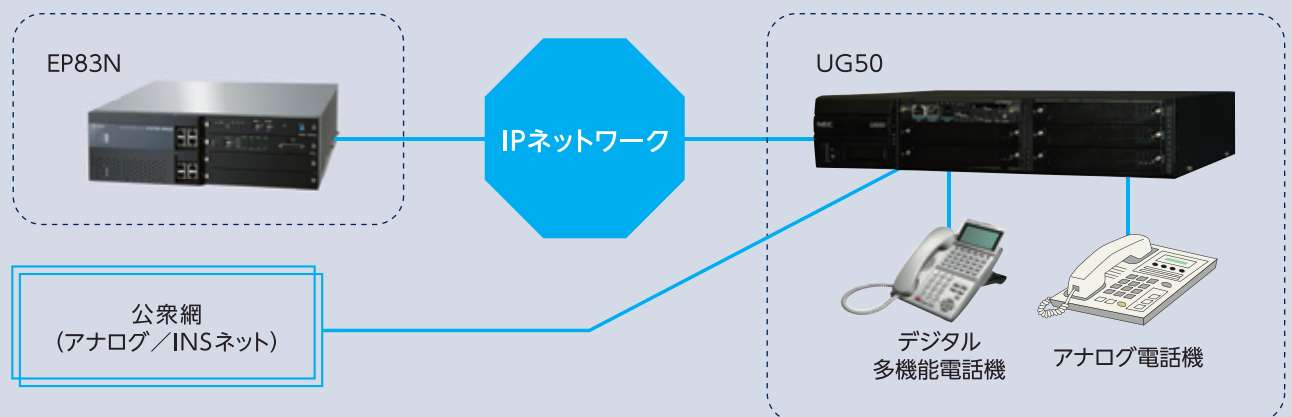 EP83N
IPネットワーク
UG50
NEC
公衆網
(アナログ／INSネット)
デジタル
多機能電話機
アナログ電話機